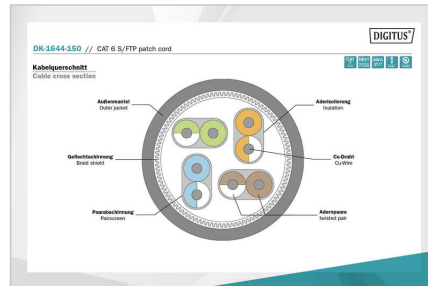 DIGITUS®
DK-1644-150 // CAT 6 S/FTP patch cord
Kabelquerschnitt
Cable cross section
Außenmantel
Outer jacket
Aderisolierung
Insulation
Geflechtschirmung
Braid shield
Cu-Draht
Cu-Wire
Paarabschirmung
Pairscreen
Adernpaare
twisted pair